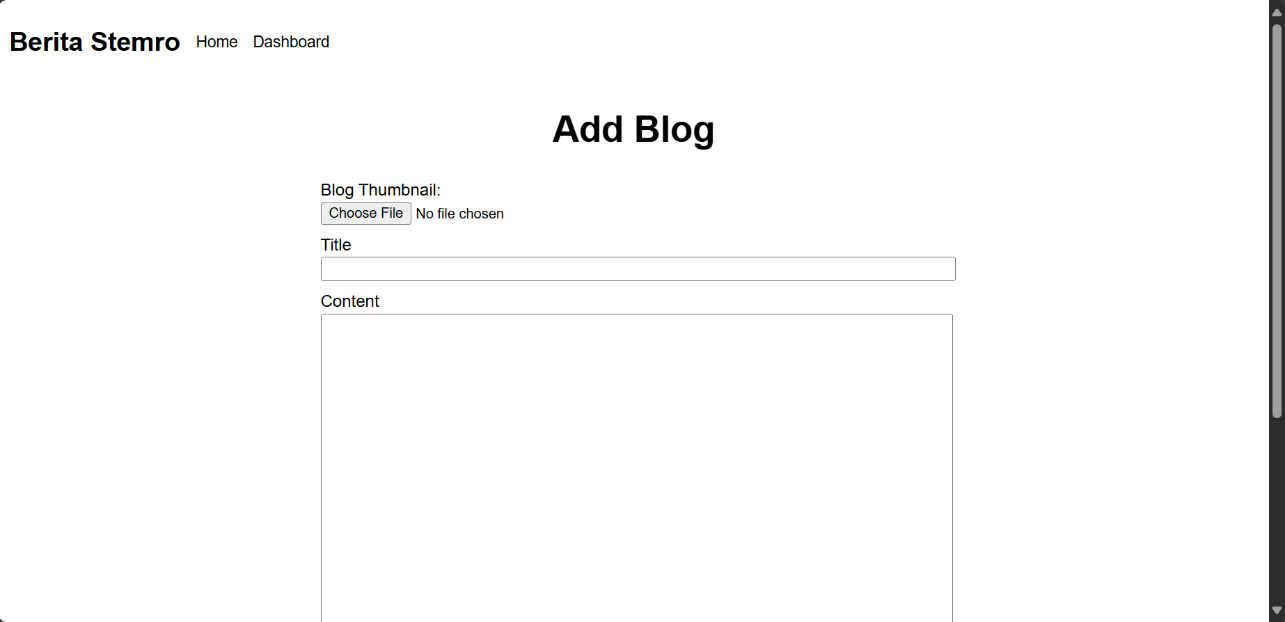 Berita Stemro Home Dashboard
Add Blog
Blog Thumbnail:
Choose File No file chosen
Title
Content